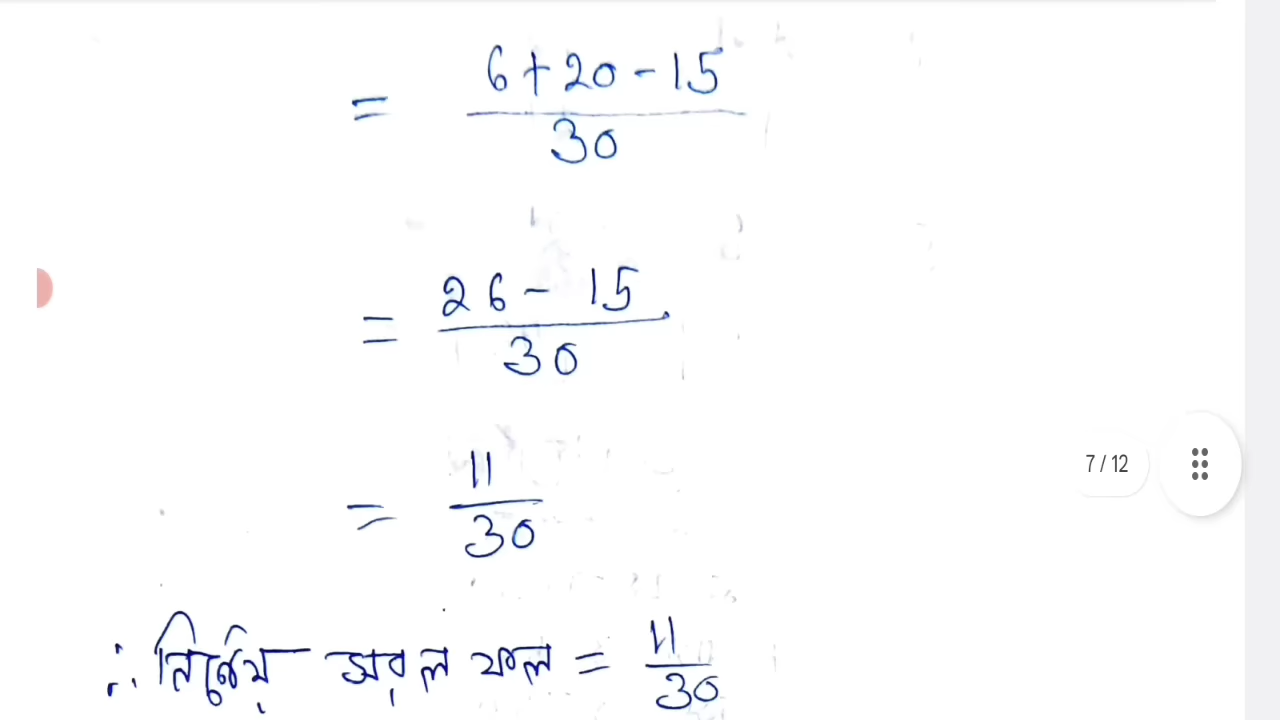 = 6+20-15
30
= 26 - 15
30
7 / 12
= 11
30
∴ নির্ণেয় সরল ফল = 11
30